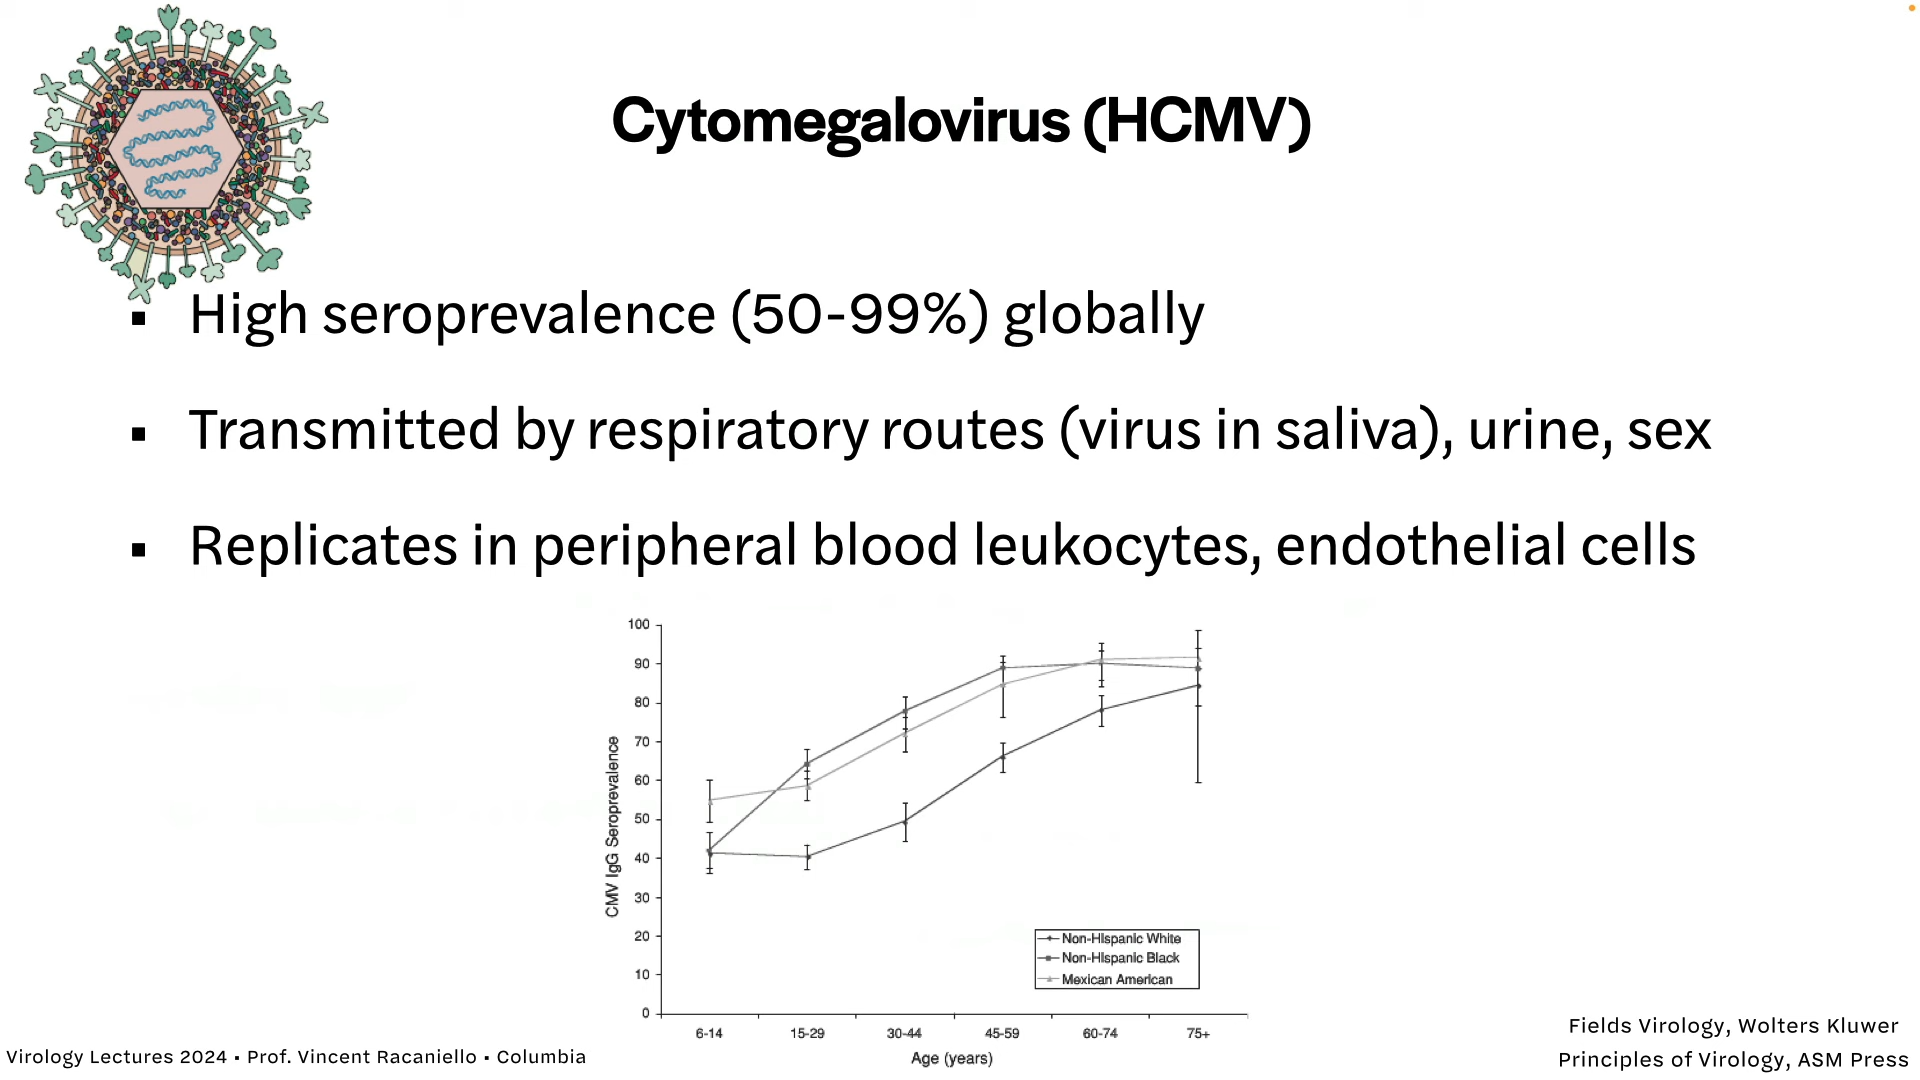 Cytomegalovirus (HCMV)
▪ High seroprevalence (50-99%) globally
▪ Transmitted by respiratory routes (virus in saliva), urine, sex
▪ Replicates in peripheral blood leukocytes, endothelial cells
CMV IgG Seroprevalence
100
90
80
70
60
50
40
30
20
10
0
Non-Hispanic White
Non-Hispanic Black
Mexican American
6-14 15-29 30-44 45-59 60-74 75+
Age (years)
Virology Lectures 2024 • Prof. Vincent Racaniello • Columbia
Fields Virology, Wolters Kluwer
Principles of Virology, ASM Press